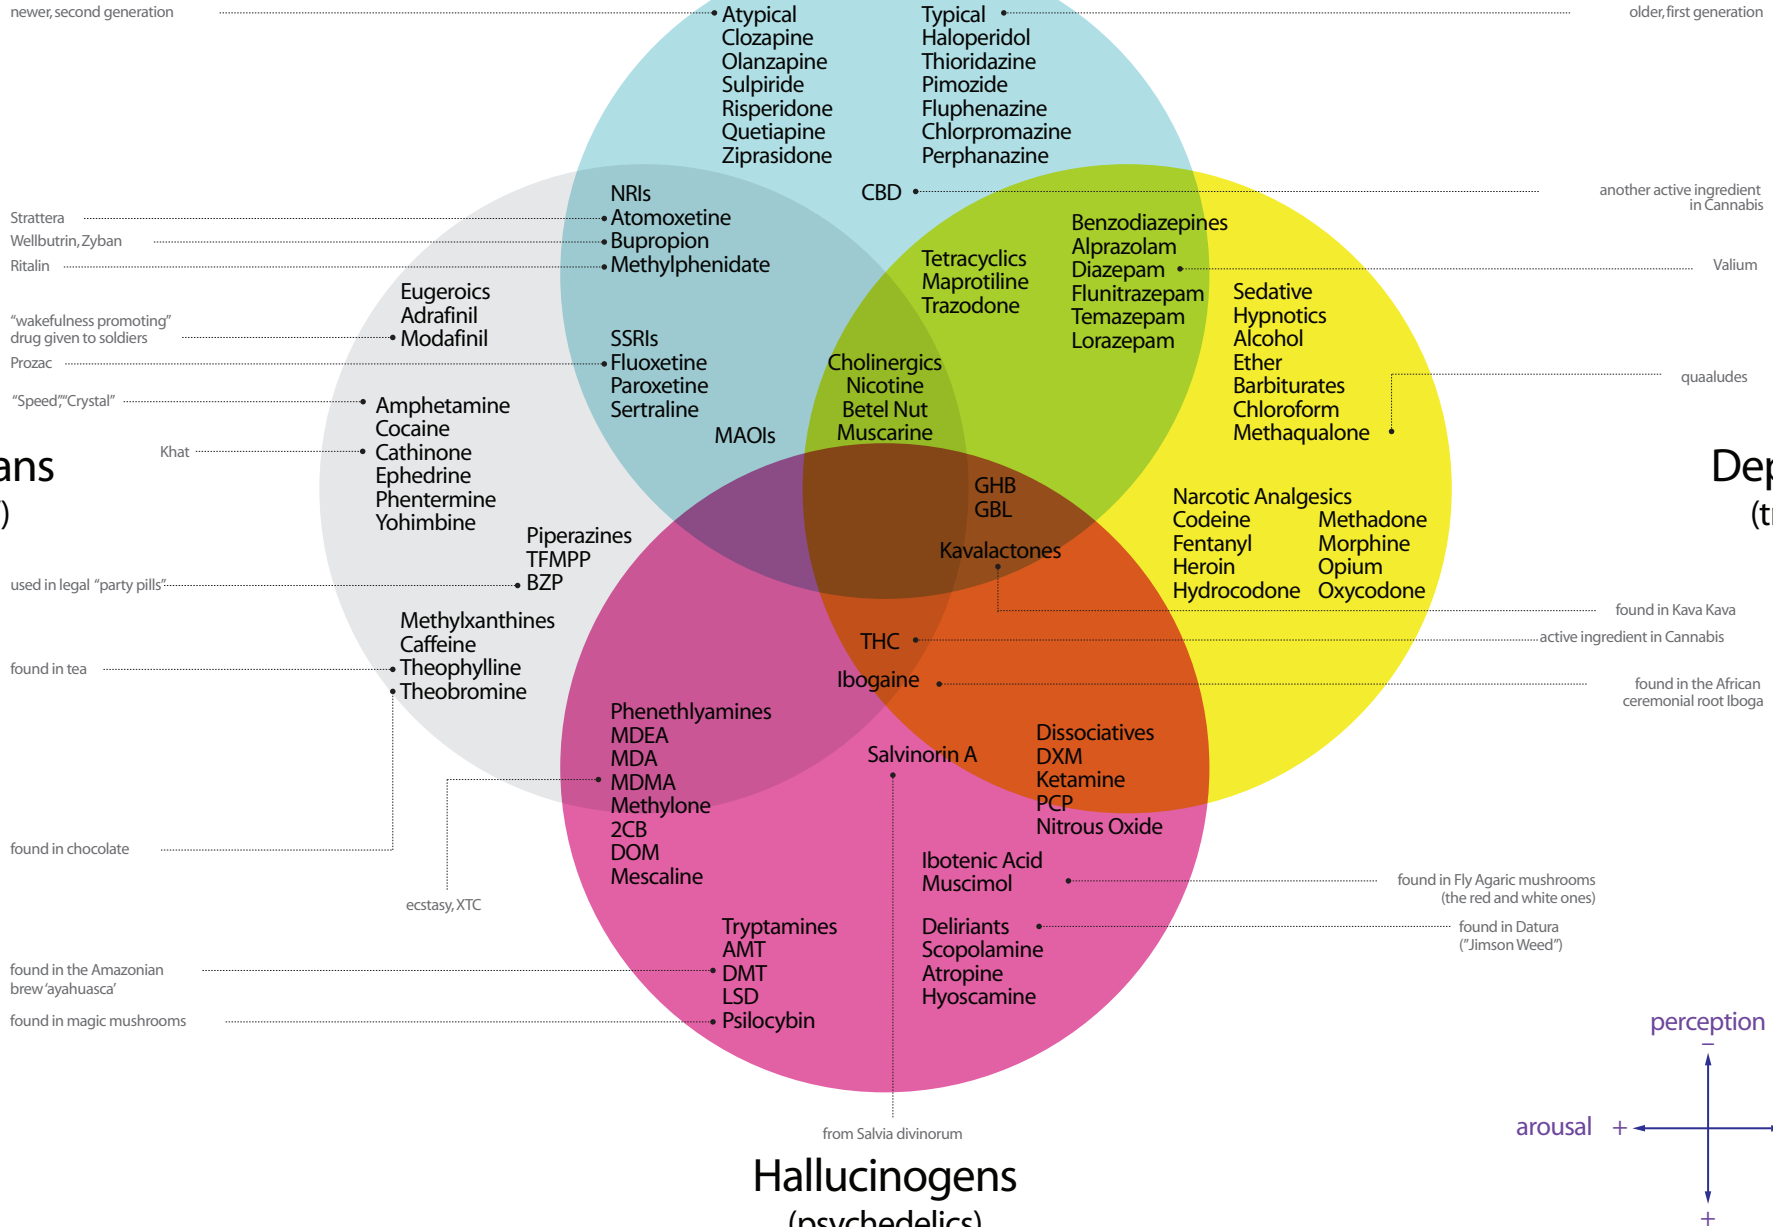 newer, second generation
Atypical
Clozapine
Olanzapine
Sulpiride
Risperidone
Quetiapine
Ziprasidone
Typical
Haloperidol
Thioridazine
Pimozide
Fluphenazine
Chlorpromazine
Perphanazine
older, first generation
CBD
another active ingredient
in Cannabis
NRIs
Atomoxetine
Bupropion
Methylphenidate
Strattera
Wellbutrin, Zyban
Ritalin
Tetracyclics
Maprotiline
Trazodone
Benzodiazepines
Alprazolam
Diazepam
Flunitrazepam
Temazepam
Lorazepam
Valium
Eugeroics
Adrafinil
Modafinil
"wakefulness promoting"
drug given to soldiers
SSRIs
Fluoxetine
Paroxetine
Sertraline
Prozac
MAOIs
Cholinergics
Nicotine
Betel Nut
Muscarine
Sedative
Hypnotics
Alcohol
Ether
Barbiturates
Chloroform
Methaqualone
quaaludes
"Speed", "Crystal"
Amphetamine
Cocaine
Cathinone
Ephedrine
Phentermine
Yohimbine
Khat
ans
)
Dep
(tr
GHB
GBL
Kavalactones
found in Kava Kava
Narcotic Analgesics
Codeine
Fentanyl
Heroin
Hydrocodone
Methadone
Morphine
Opium
Oxycodone
Piperazines
TFMPP
BZP
used in legal "party pills"
Methylxanthines
Caffeine
Theophylline
Theobromine
found in tea
found in chocolate
THC
active ingredient in Cannabis
Ibogaine
found in the African
ceremonial root Iboga
Phenethlyamines
MDEA
MDA
MDMA
Methylone
2CB
DOM
Mescaline
ecstasy, XTC
Salvinorin A
Dissociatives
DXM
Ketamine
PCP
Nitrous Oxide
Ibotenic Acid
Muscimol
found in Fly Agaric mushrooms
(the red and white ones)
Tryptamines
AMT
DMT
LSD
Psilocybin
found in the Amazonian
brew 'ayahuasca'
found in magic mushrooms
Deliriants
Scopolamine
Atropine
Hyoscamine
found in Datura
("Jimson Weed")
from Salvia divinorum
Hallucinogens
(psychedelics)
perception
–
arousal +
+